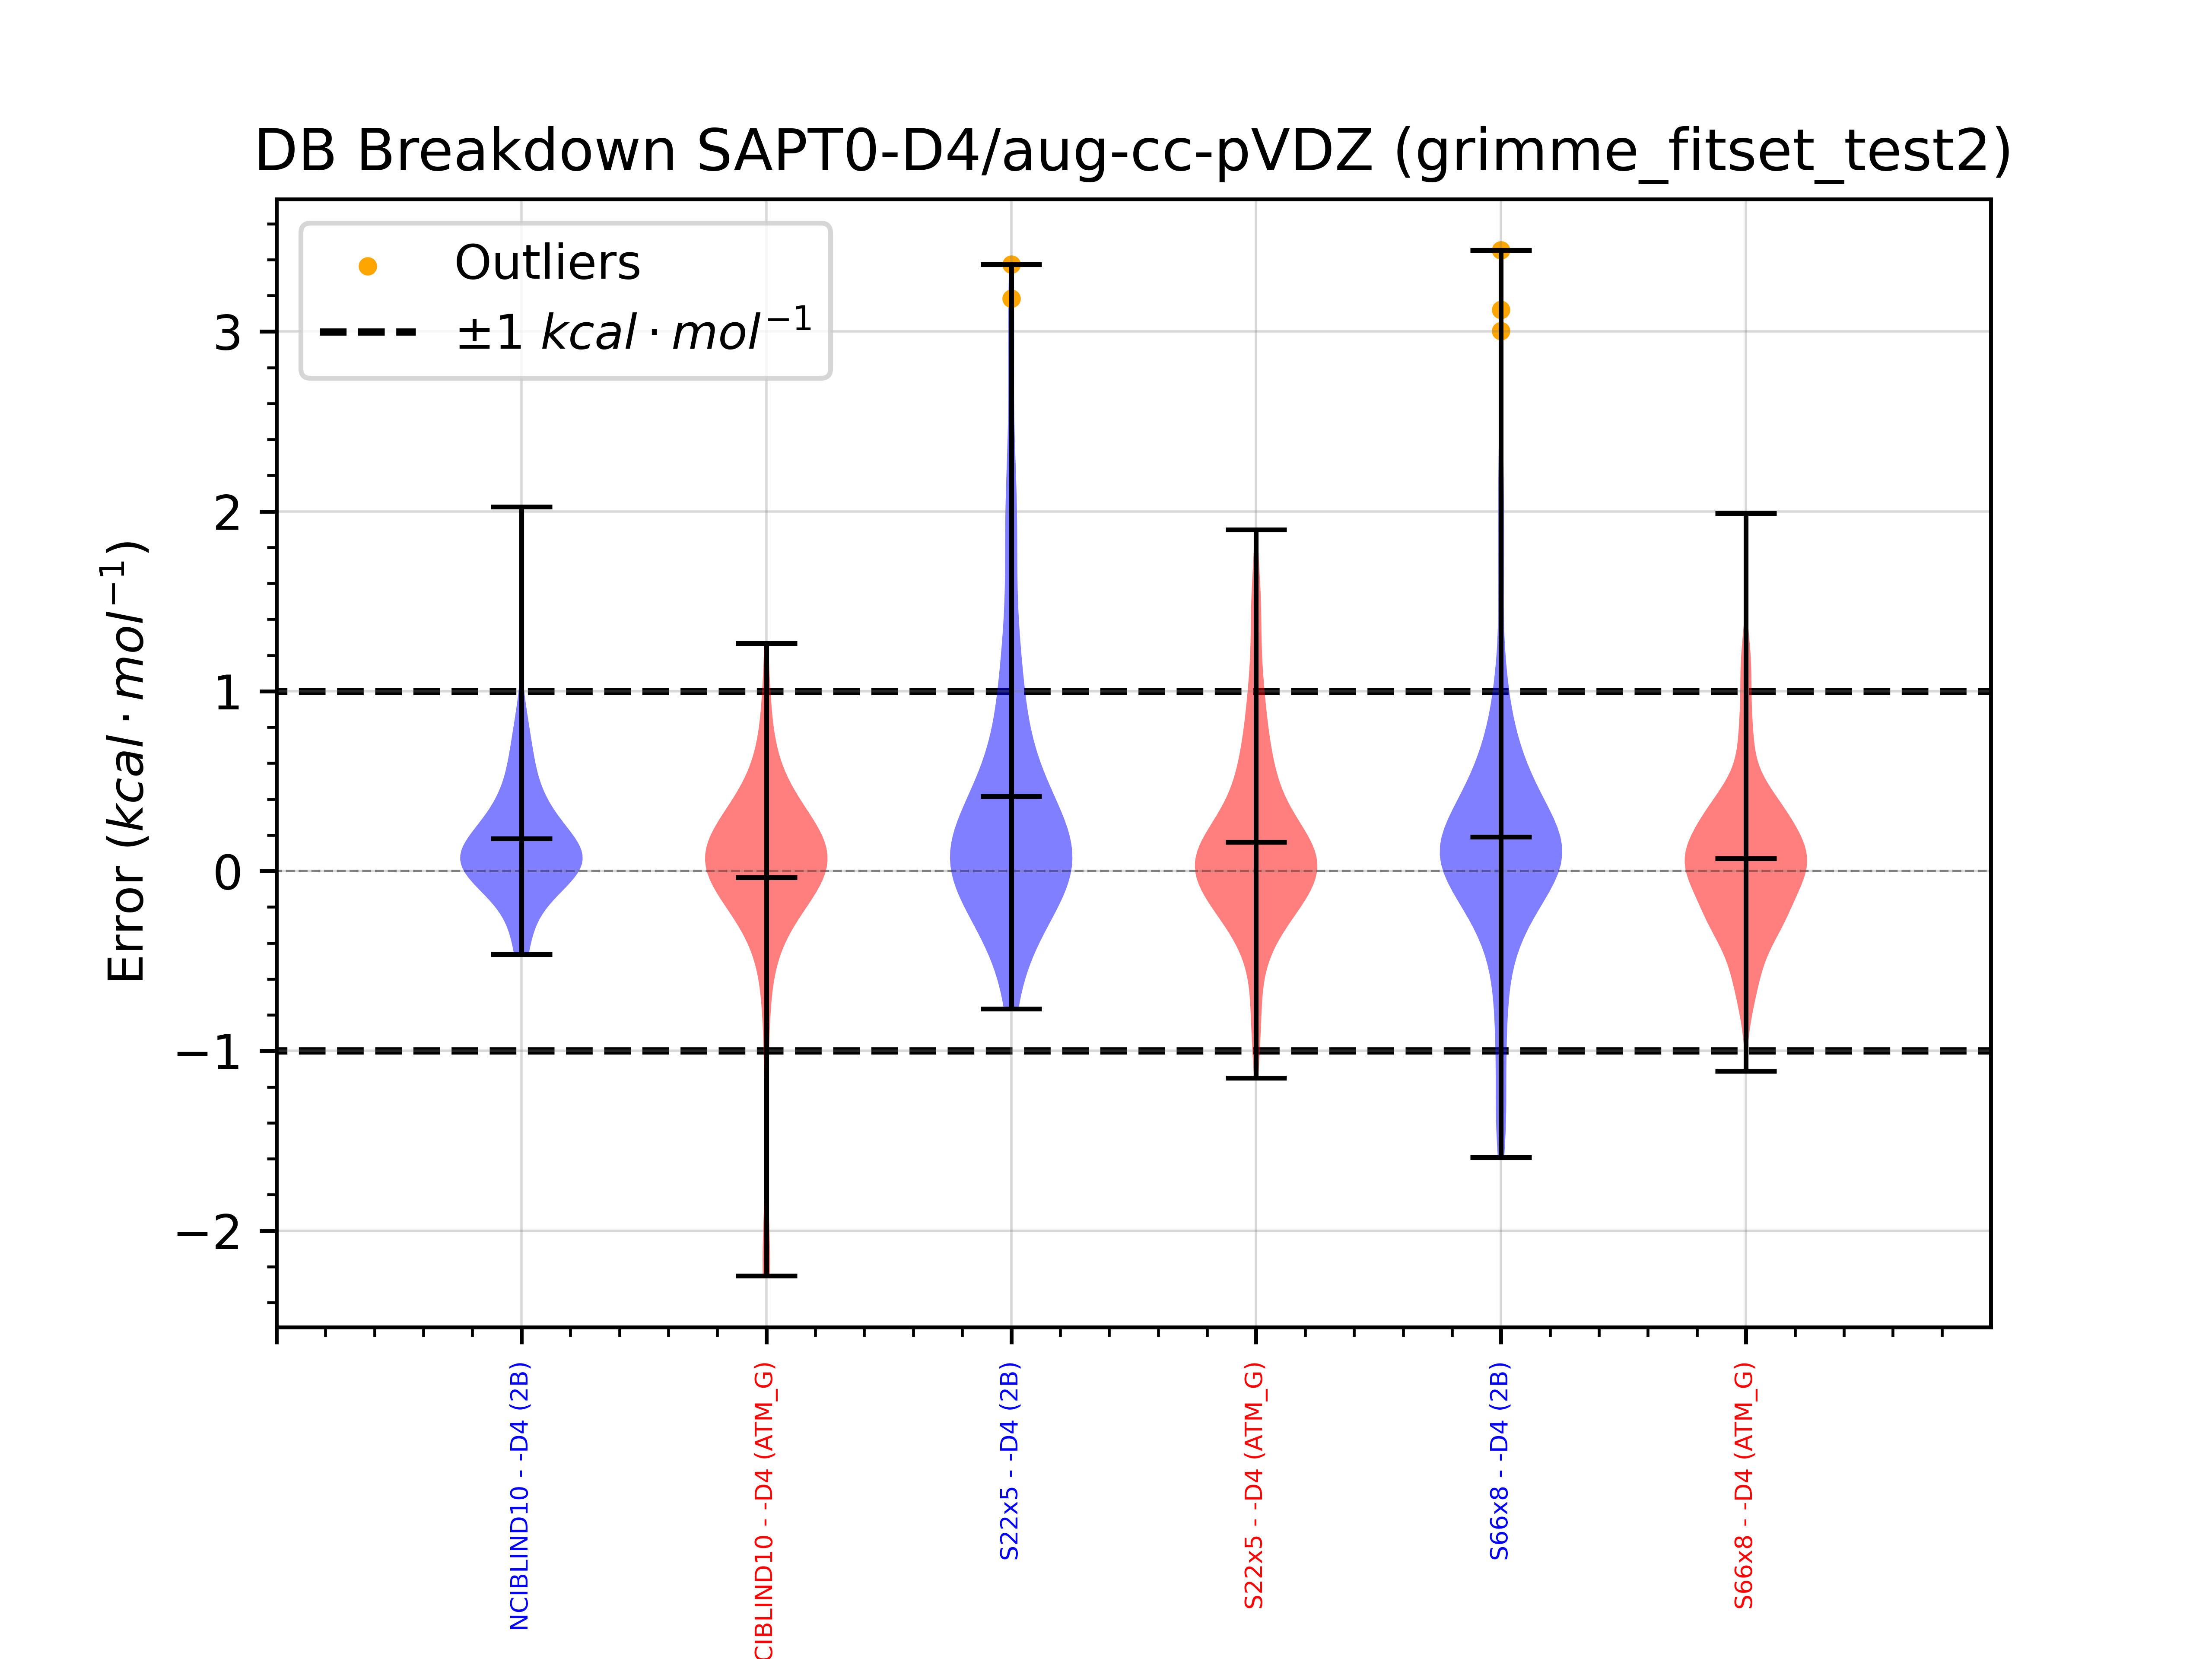 DB Breakdown SAPT0-D4/aug-cc-pVDZ (grimme_fitset_test2)
Outliers
±1 kcal · mol⁻¹
Error (kcal · mol⁻¹)
3
2
1
0
−1
−2
NCIBLIND10 - -D4 (2B)
CIBLIND10 - -D4 (ATM_G)
S22x5 - -D4 (2B)
S22x5 - -D4 (ATM_G)
S66x8 - -D4 (2B)
S66x8 - -D4 (ATM_G)